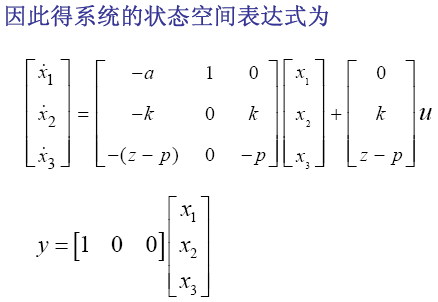 因此得系统的状态空间表达式为
\begin{bmatrix} \dot{x}_1 \\ \dot{x}_2 \\ \dot{x}_3 \end{bmatrix} = \begin{bmatrix} -a & 1 & 0 \\ -k & 0 & k \\ -(z-p) & 0 & -p \end{bmatrix} \begin{bmatrix} x_1 \\ x_2 \\ x_3 \end{bmatrix} + \begin{bmatrix} 0 \\ k \\ z-p \end{bmatrix} u
y = \begin{bmatrix} 1 & 0 & 0 \end{bmatrix} \begin{bmatrix} x_1 \\ x_2 \\ x_3 \end{bmatrix}